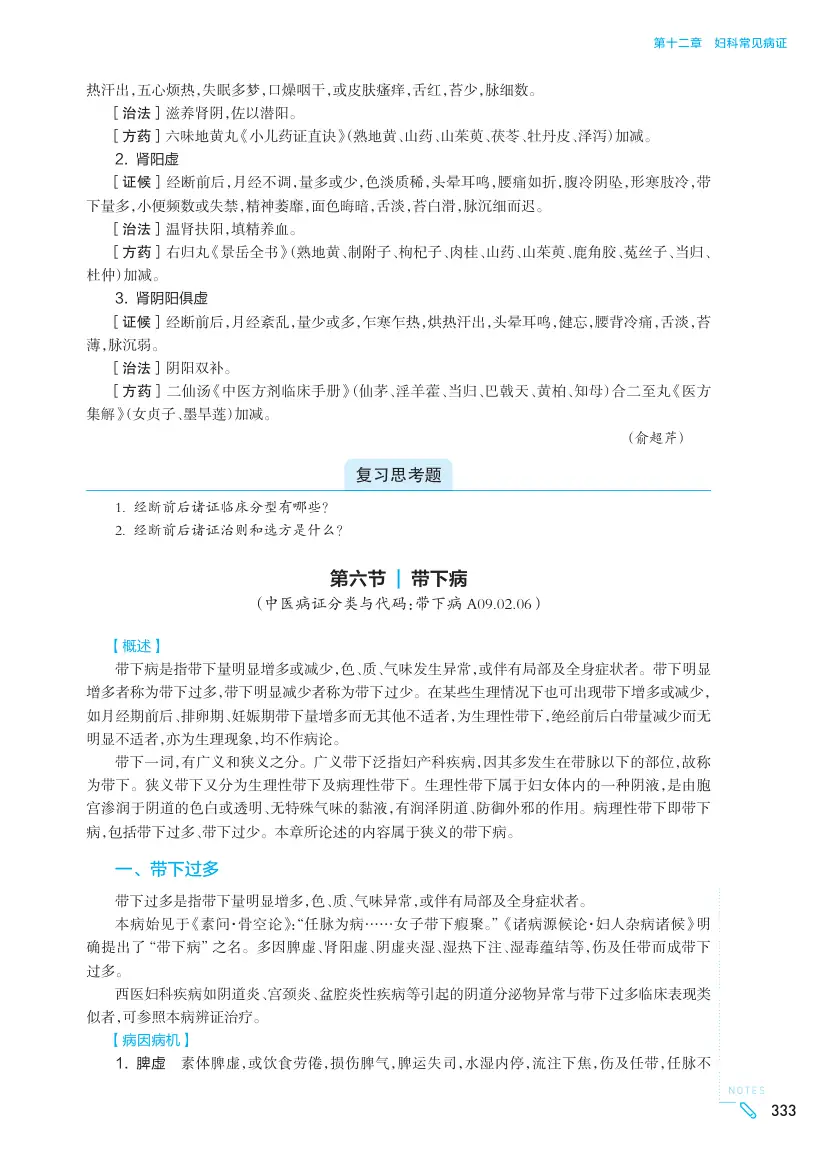 第十二章 妇科常见病证
热汗出，五心烦热，失眠多梦，口燥咽干，或皮肤瘙痒，舌红，苔少，脉细数。
［治法］滋养肾阴，佐以潜阳。
［方药］六味地黄丸《小儿药证直诀》（熟地黄、山药、山茱萸、茯苓、牡丹皮、泽泻）加减。
2. 肾阳虚
［证候］经断前后，月经不调，量多或少，色淡质稀，头晕耳鸣，腰痛如折，腹冷阴坠，形寒肢冷，带
下量多，小便频数或失禁，精神萎靡，面色晦暗，舌淡，苔白滑，脉沉细而迟。
［治法］温肾扶阳，填精养血。
［方药］右归丸《景岳全书》（熟地黄、制附子、枸杞子、肉桂、山药、山茱萸、鹿角胶、菟丝子、当归、
杜仲）加减。
3. 肾阴阳俱虚
［证候］经断前后，月经紊乱，量少或多，乍寒乍热，烘热汗出，头晕耳鸣，健忘，腰背冷痛，舌淡，苔
薄，脉沉弱。
［治法］阴阳双补。
［方药］二仙汤《中医方剂临床手册》（仙茅、淫羊藿、当归、巴戟天、黄柏、知母）合二至丸《医方
集解》（女贞子、墨旱莲）加减。
（俞超芹）
复习思考题
1. 经断前后诸证临床分型有哪些？
2. 经断前后诸证治则和选方是什么？
第六节 | 带下病
（中医病证分类与代码：带下病 A09.02.06）
【概述】
带下病是指带下量明显增多或减少，色、质、气味发生异常，或伴有局部及全身症状者。带下明显
增多者称为带下过多，带下明显减少者称为带下过少。在某些生理情况下也可出现带下增多或减少，
如月经期前后、排卵期、妊娠期带下量增多而无其他不适者，为生理性带下，绝经前后白带量减少而无
明显不适者，亦为生理现象，均不作病论。
带下一词，有广义和狭义之分。广义带下泛指妇产科疾病，因其多发生在带脉以下的部位，故称
为带下。狭义带下又分为生理性带下及病理性带下。生理性带下属于妇女体内的一种阴液，是由胞
宫渗润于阴道的色白或透明、无特殊气味的黏液，有润泽阴道、防御外邪的作用。病理性带下即带下
病，包括带下过多、带下过少。本章所论述的内容属于狭义的带下病。
一、带下过多
带下过多是指带下量明显增多，色、质、气味异常，或伴有局部及全身症状者。
本病始见于《素问·骨空论》：“任脉为病……女子带下瘕聚。”《诸病源候论·妇人杂病诸候》明
确提出了“带下病”之名。多因脾虚、肾阳虚、阴虚夹湿、湿热下注、湿毒蕴结等，伤及任带而成带下
过多。
西医妇科疾病如阴道炎、宫颈炎、盆腔炎性疾病等引起的阴道分泌物异常与带下过多临床表现类
似者，可参照本病辨证治疗。
【病因病机】
1. 脾虚 素体脾虚，或饮食劳倦，损伤脾气，脾运失司，水湿内停，流注下焦，伤及任带，任脉不
NOTES
333